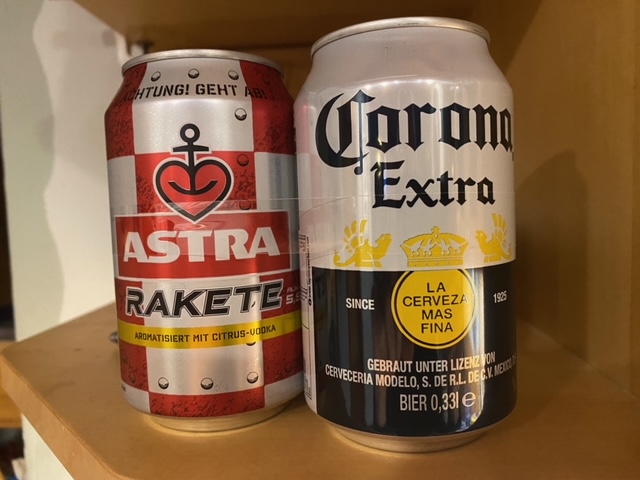 ACHTUNG! GEHT AB!
ASTRA
RAKETE
AROMATISIERT MIT CITRUS-VODKA
Corona
Extra
SINCE
LA
CERVEZA
MAS
FINA
1925
GEBRAUT UNTER LIZENZ VON
CERVECERIA MODELO, S. DE R.L. DE C.V. MEXICO
BIER 0,33l e